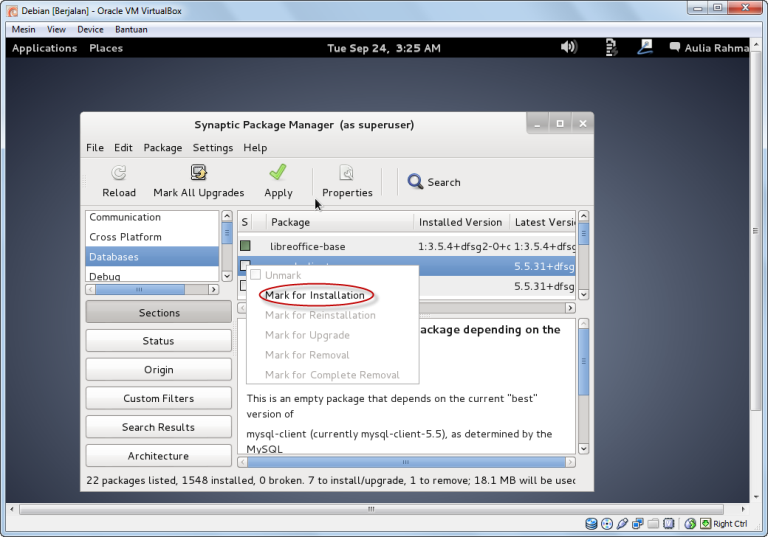 Debian [Berjalan] - Oracle VM VirtualBox
Mesin View Device Bantuan
Applications Places Tue Sep 24, 3:25 AM Aulia Rahma
Synaptic Package Manager (as superuser)
File Edit Package Settings Help
Reload Mark All Upgrades Apply Properties Search
Communication
Cross Platform
Databases
Debug
S Package Installed Version Latest Versi
libreoffice-base 1:3.5.4+dfsg2-0+c 1:3.5.4+dfsg
5.5.31+dfsg
5.5.31+dfsg
Unmark
Mark for Installation
Mark for Reinstallation
Mark for Upgrade
Mark for Removal
Mark for Complete Removal
Sections
Status
Origin
Custom Filters
Search Results
Architecture
ackage depending on the
This is an empty package that depends on the current "best"
version of
mysql-client (currently mysql-client-5.5), as determined by the
MySQL
22 packages listed, 1548 installed, 0 broken. 7 to install/upgrade, 1 to remove; 18.1 MB will be used
Right Ctrl